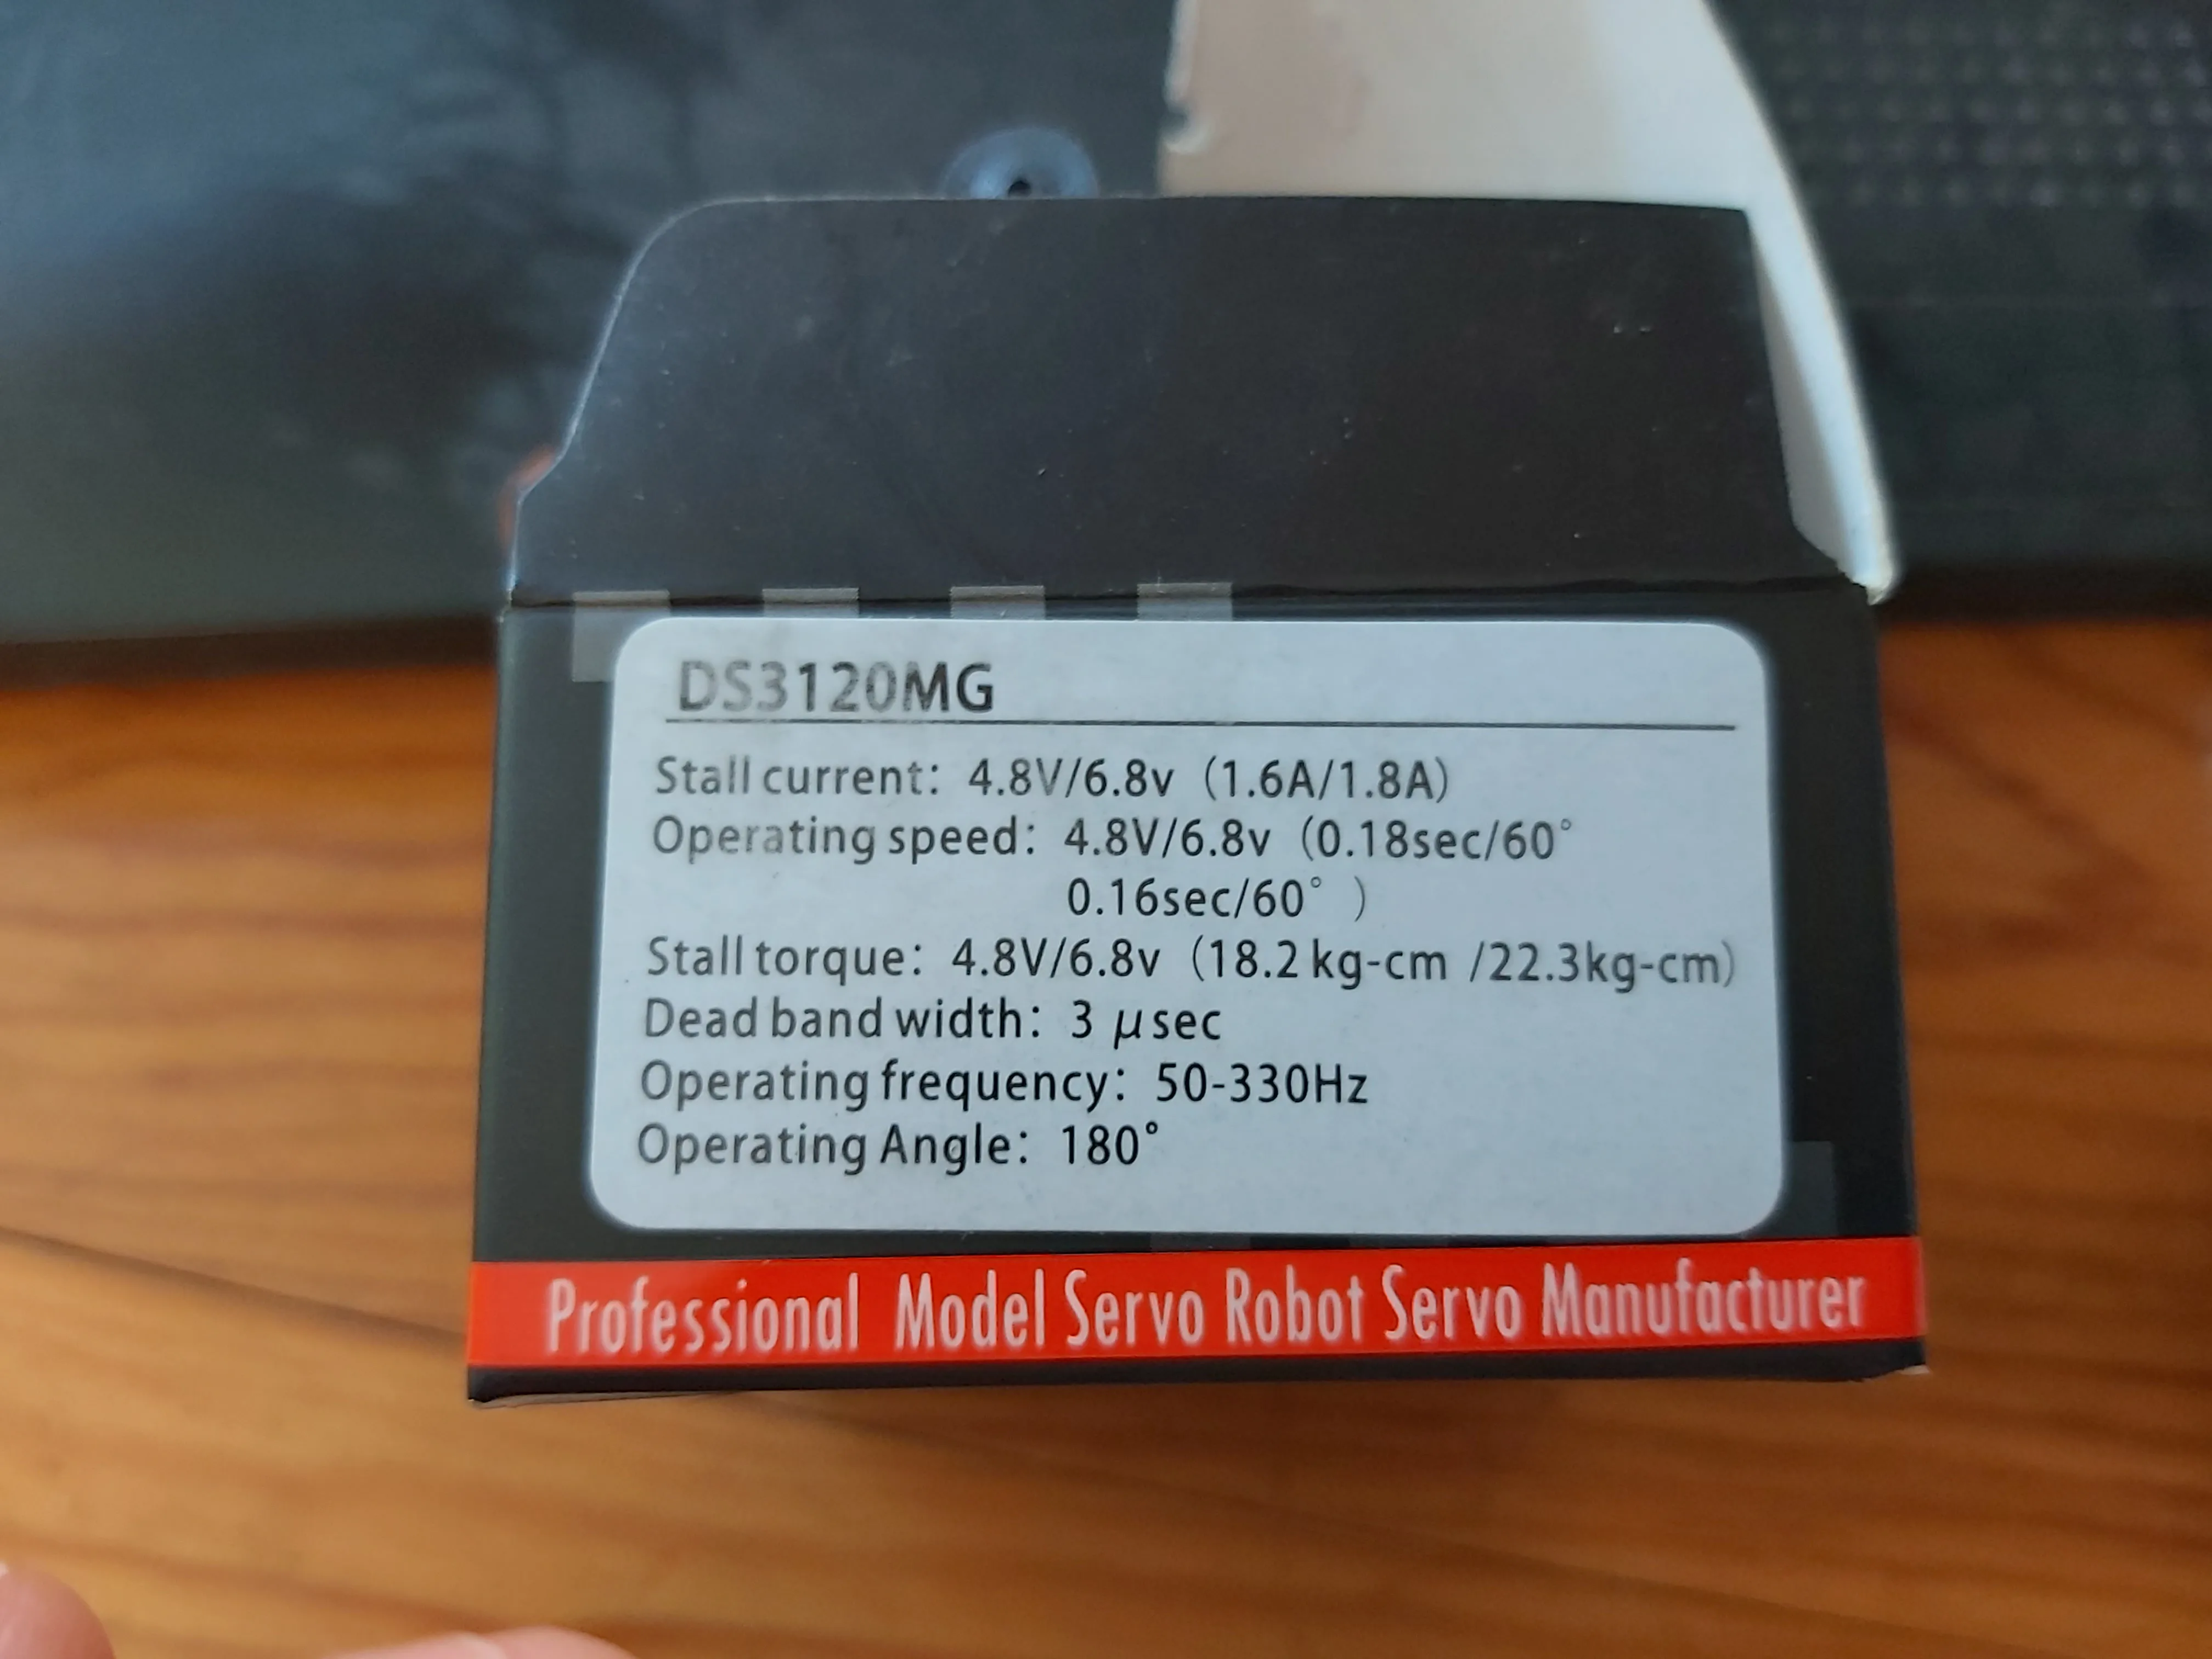 DS3120MG
Stall current: 4.8V/6.8v (1.6A/1.8A)
Operating speed: 4.8V/6.8v (0.18sec/60°
0.16sec/60° )
Stall torque: 4.8V/6.8v (18.2 kg-cm /22.3kg-cm)
Dead band width: 3 μsec
Operating frequency: 50-330Hz
Operating Angle: 180°
Professional Model Servo Robot Servo Manufacturer